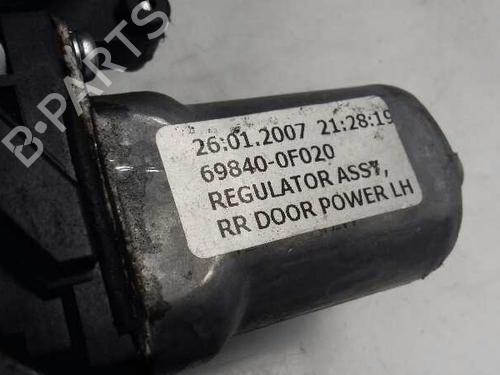 B-PARTS
26.01.2007 21:28:19
69840-0F020
REGULATOR ASSY,
RR DOOR POWER LH